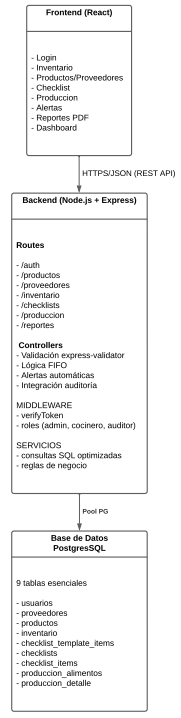 Frontend (React)
- Login
- Inventario
- Productos/Proveedores
- Checklist
- Produccion
- Alertas
- Reportes PDF
- Dashboard
HTTPS/JSON (REST API)
Backend (Node.js + Express)
Routes
- /auth
- /productos
- /proveedores
- /inventario
- /checklists
- /produccion
- /reportes
Controllers
- Validación express-validator
- Lógica FIFO
- Alertas automáticas
- Integración auditoría
MIDDLEWARE
- verifyToken
- roles (admin, cocinero, auditor)
SERVICIOS
- consultas SQL optimizadas
- reglas de negocio
Pool PG
Base de Datos
PostgresSQL
9 tablas esenciales
- usuarios
- proveedores
- productos
- inventario
- checklist_template_items
- checklists
- checklist_items
- produccion_alimentos
- produccion_detalle